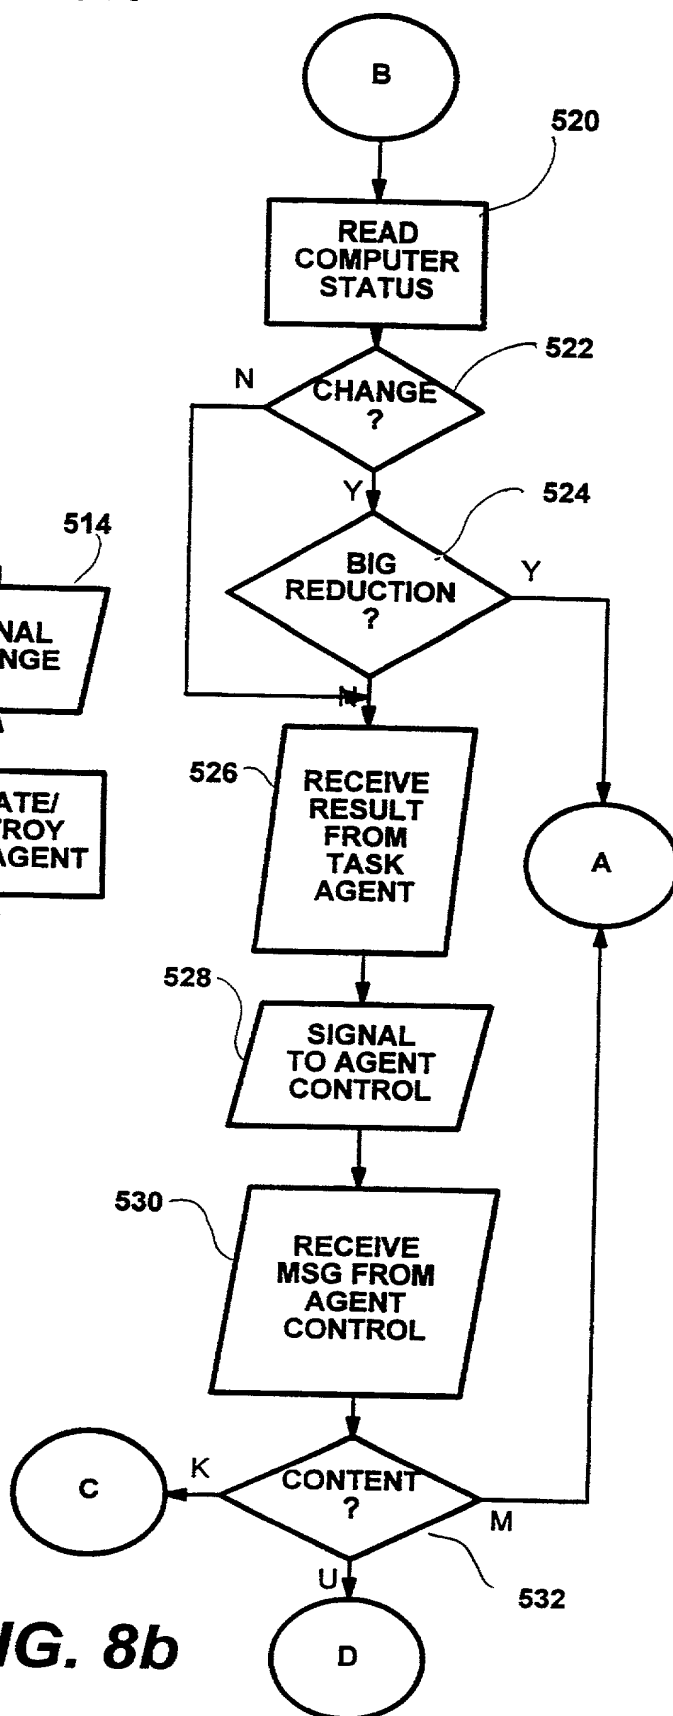 B
520
READ
COMPUTER
STATUS
522
N
CHANGE
?
Y
524
514
BIG
REDUCTION
?
Y
NAL
NGE
526
RECEIVE
RESULT
FROM
TASK
AGENT
ATE/
TROY
AGENT
A
528
SIGNAL
TO AGENT
CONTROL
530
RECEIVE
MSG FROM
AGENT
CONTROL
C
K
CONTENT
?
M
U
532
D
IG. 8b